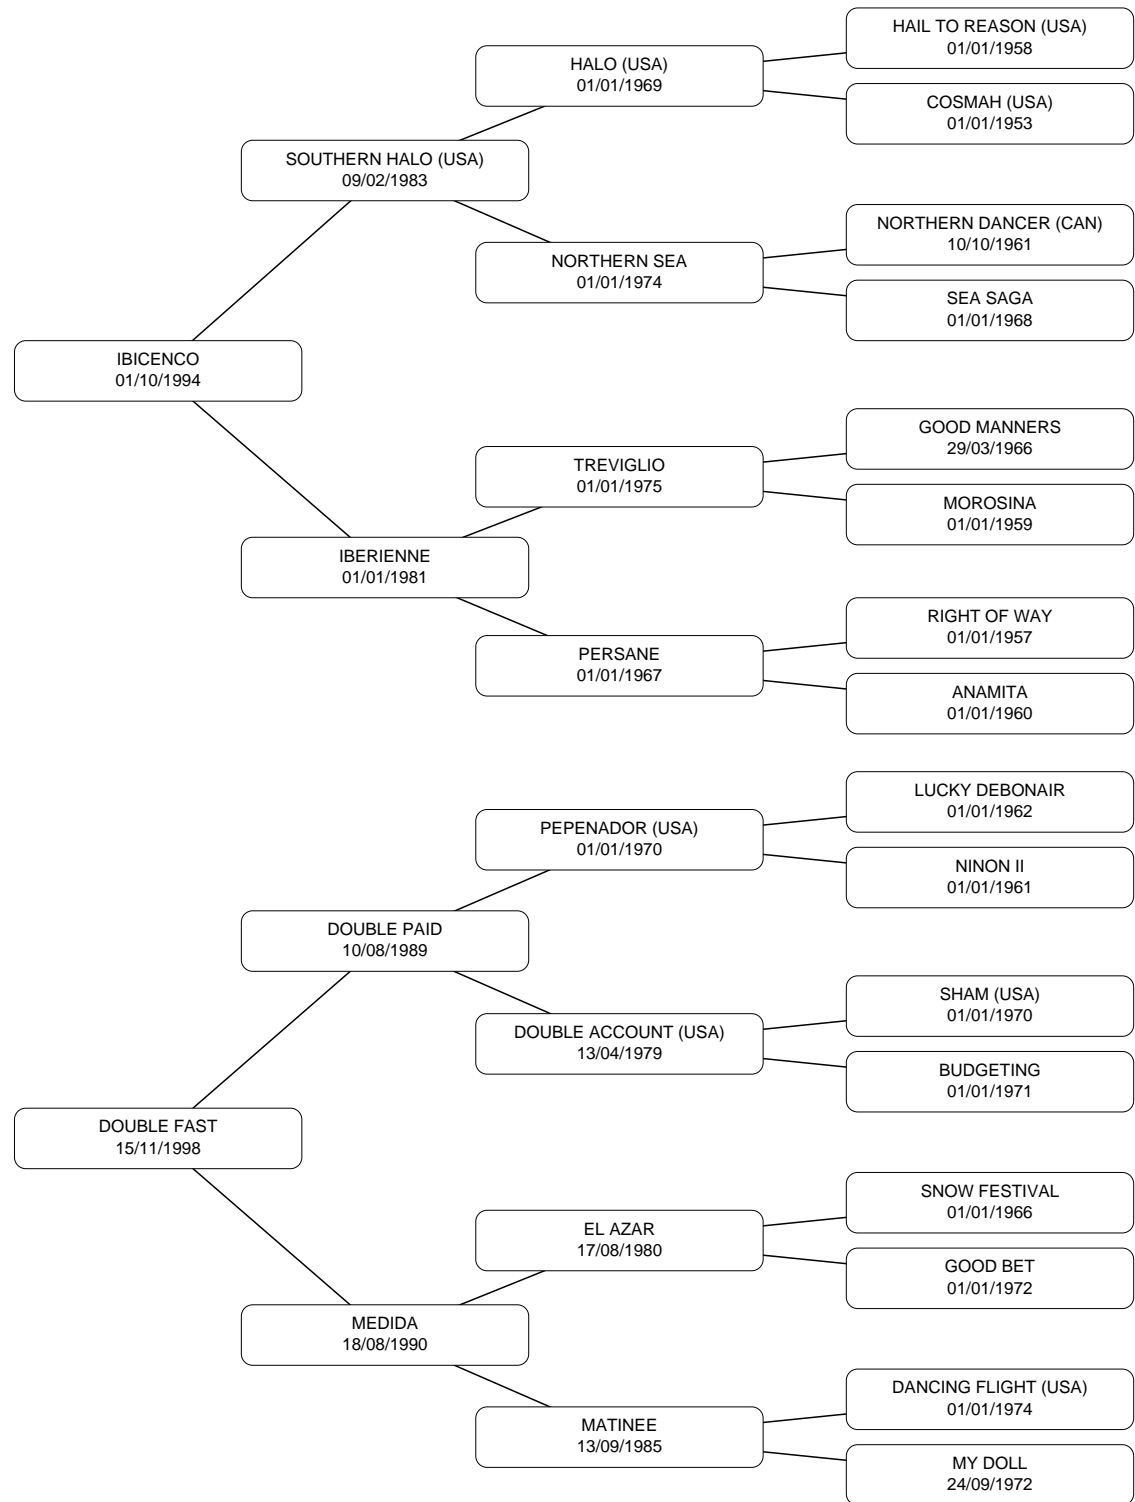 HAIL TO REASON (USA)
01/01/1958
HALO (USA)
01/01/1969
COSMAH (USA)
01/01/1953
SOUTHERN HALO (USA)
09/02/1983
NORTHERN DANCER (CAN)
10/10/1961
NORTHERN SEA
01/01/1974
SEA SAGA
01/01/1968
IBICENCO
01/10/1994
GOOD MANNERS
29/03/1966
TREVIGLIO
01/01/1975
MOROSINA
01/01/1959
IBERIENNE
01/01/1981
RIGHT OF WAY
01/01/1957
PERSANE
01/01/1967
ANAMITA
01/01/1960
LUCKY DEBONAIR
01/01/1962
PEPENADOR (USA)
01/01/1970
NINON II
01/01/1961
DOUBLE PAID
10/08/1989
SHAM (USA)
01/01/1970
DOUBLE ACCOUNT (USA)
13/04/1979
BUDGETING
01/01/1971
DOUBLE FAST
15/11/1998
SNOW FESTIVAL
01/01/1966
EL AZAR
17/08/1980
GOOD BET
01/01/1972
MEDIDA
18/08/1990
DANCING FLIGHT (USA)
01/01/1974
MATINEE
13/09/1985
MY DOLL
24/09/1972